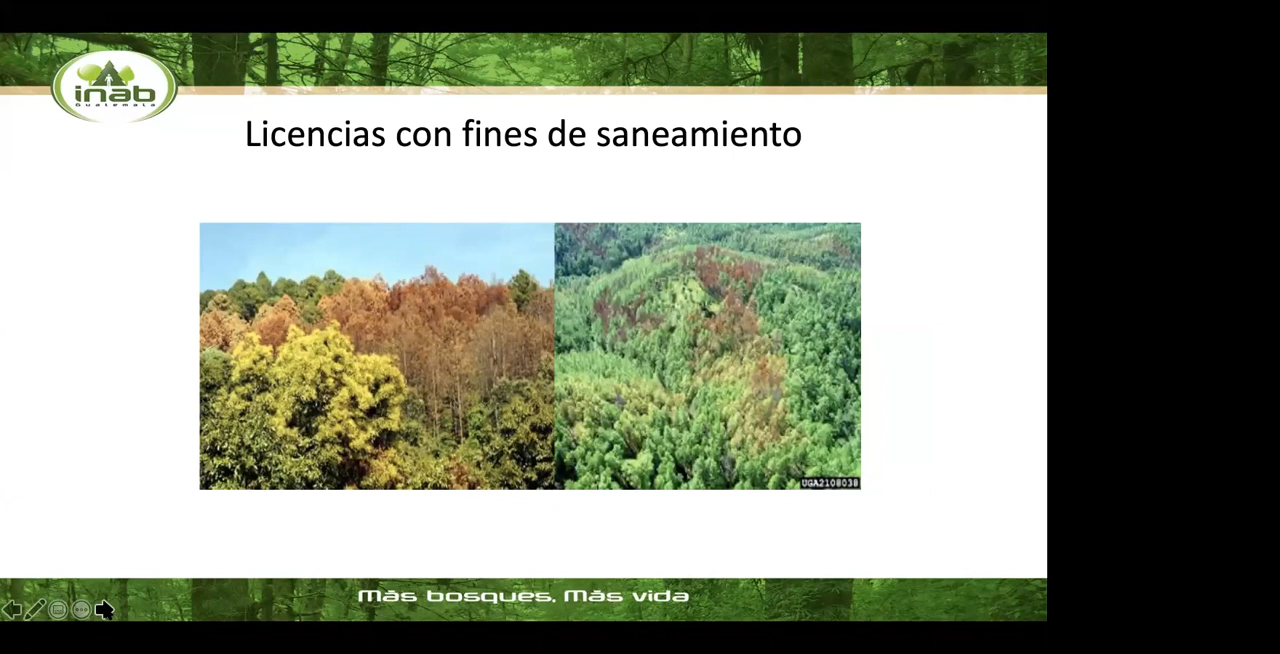 inab
Guatemala
Licencias con fines de saneamiento
UGA2108038
Más bosques, Más vida